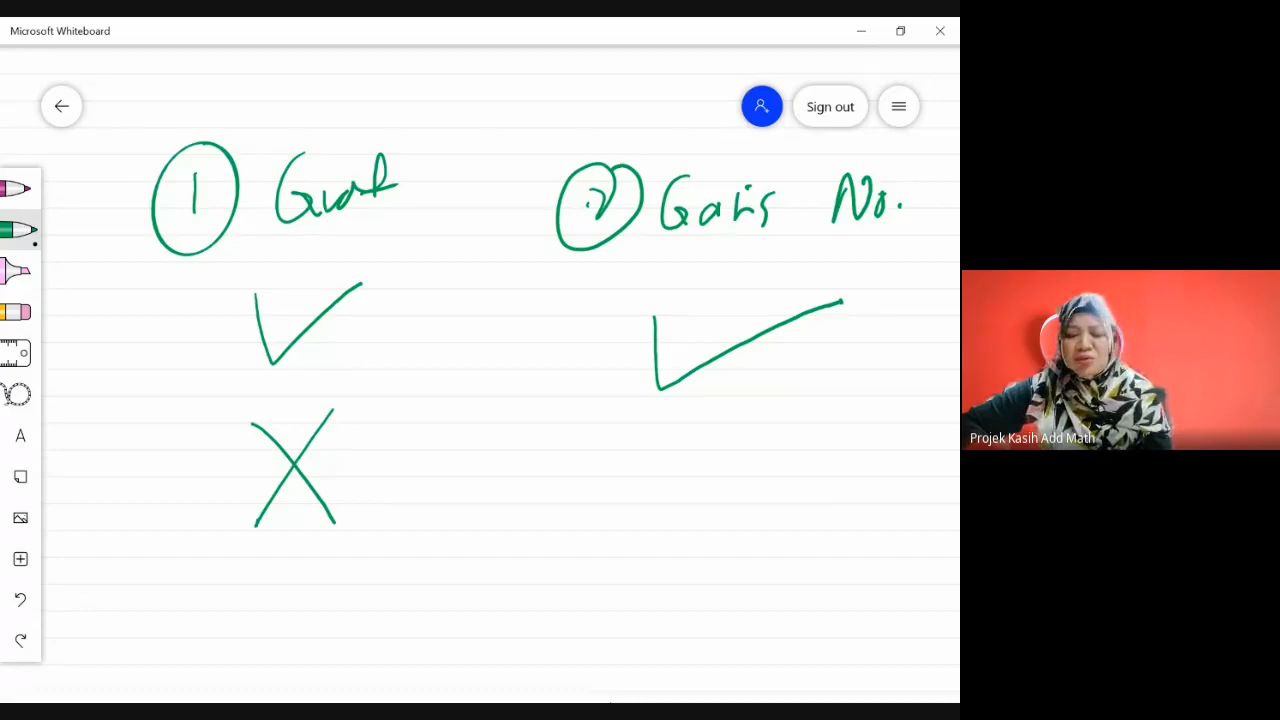 Microsoft Whiteboard
Sign out
1 Graf
2 Garis No.
A
Projek Kasih Add Math